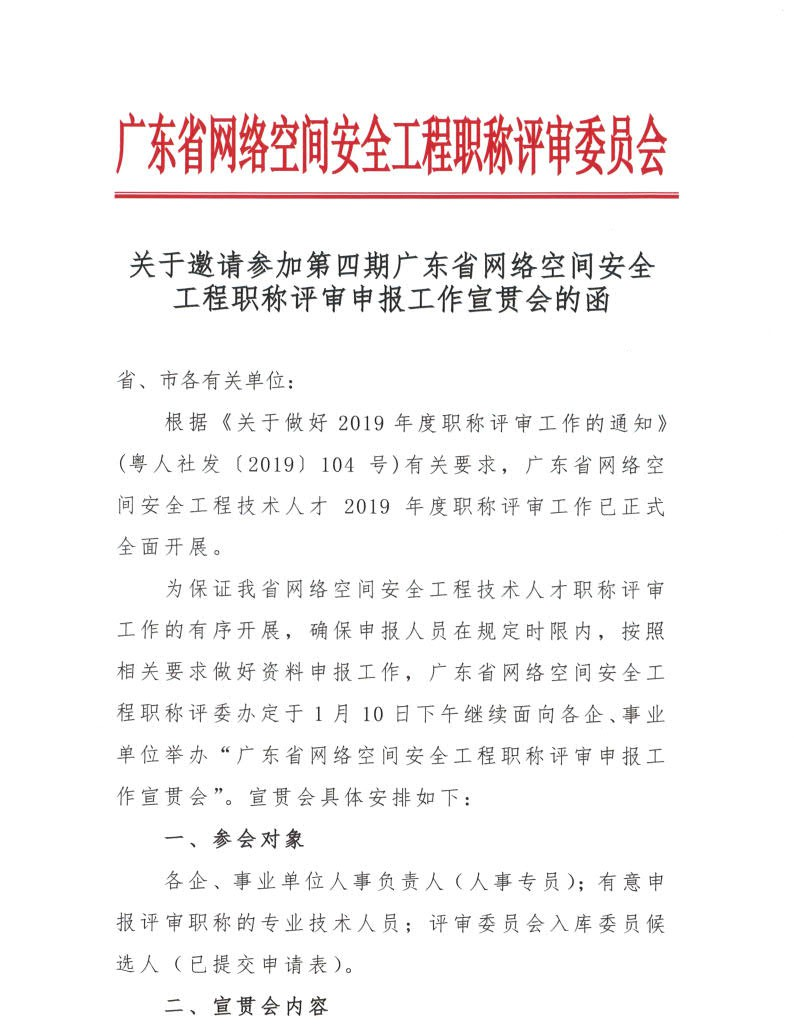 广东省网络空间安全工程职称评审委员会
关于邀请参加第四期广东省网络空间安全
工程职称评审申报工作宣贯会的函
省、市各有关单位：
根据《关于做好 2019 年度职称评审工作的通知》
(粤人社发〔2019〕104 号)有关要求，广东省网络空
间安全工程技术人才 2019 年度职称评审工作已正式
全面开展。
为保证我省网络空间安全工程技术人才职称评审
工作的有序开展，确保申报人员在规定时限内，按照
相关要求做好资料申报工作，广东省网络空间安全工
程职称评委办定于 1 月 10 日下午继续面向各企、事业
单位举办“广东省网络空间安全工程职称评审申报工
作宣贯会”。宣贯会具体安排如下：
一、参会对象
各企、事业单位人事负责人（人事专员）；有意申
报评审职称的专业技术人员；评审委员会入库委员候
选人（已提交申请表）。
二、宣贯会内容